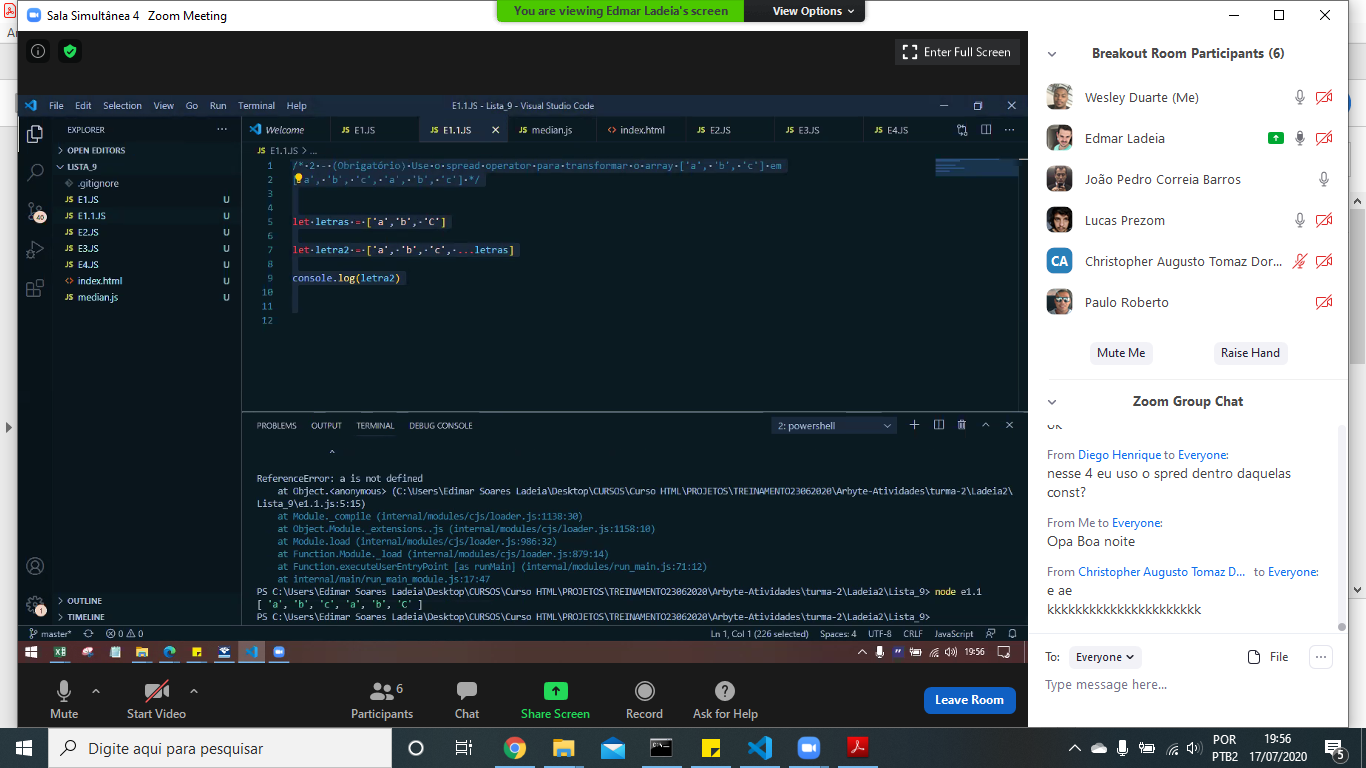 Sala Simultânea 4 Zoom Meeting
You are viewing Edmar Ladeia's screen
View Options
Enter Full Screen
File Edit Selection View Go Run Terminal Help
E1.1.JS - Lista_9 - Visual Studio Code
EXPLORER
OPEN EDITORS
LISTA_9
.gitignore
JS E1.JS U
JS E1.1.JS U
JS E2.JS U
JS E3.JS U
JS E4.JS U
index.html U
JS median.js U
OUTLINE
TIMELINE
40
1
Welcome
JS E1.JS
JS E1.1.JS
JS median.js
index.html
JS E2.JS
JS E3.JS
JS E4.JS
JS E1.1.JS > ...
1 /* 2 - (Obrigatório) Use o spread operator para transformar o array ['a', 'b', 'c'] em
2 'a', 'b', 'c', 'a', 'b', 'c'] */
3
4
5 let letras = ['a','b', 'C']
6
7 let letra2 = ['a', 'b', 'c', ...letras]
8
9 console.log(letra2)
10
11
12
PROBLEMS OUTPUT TERMINAL DEBUG CONSOLE
2: powershell
^
ReferenceError: a is not defined
at Object.<anonymous> (C:\Users\Edimar Soares Ladeia\Desktop\CURSOS\Curso HTML\PROJETOS\TREINAMENTO23062020\Arbyte-Atividades\turma-2\Ladeia2\
Lista_9\e1.1.js:5:15)
at Module._compile (internal/modules/cjs/loader.js:1138:30)
at Object.Module._extensions..js (internal/modules/cjs/loader.js:1158:10)
at Module.load (internal/modules/cjs/loader.js:986:32)
at Function.Module._load (internal/modules/cjs/loader.js:879:14)
at Function.executeUserEntryPoint [as runMain] (internal/modules/run_main.js:71:12)
at internal/main/run_main_module.js:17:47
PS C:\Users\Edimar Soares Ladeia\Desktop\CURSOS\Curso HTML\PROJETOS\TREINAMENTO23062020\Arbyte-Atividades\turma-2\Ladeia2\Lista_9> node e1.1
[ 'a', 'b', 'c', 'a', 'b', 'C' ]
PS C:\Users\Edimar Soares Ladeia\Desktop\CURSOS\Curso HTML\PROJETOS\TREINAMENTO23062020\Arbyte-Atividades\turma-2\Ladeia2\Lista_9>
master* 0 0
Ln 1, Col 1 (226 selected) Spaces: 4 UTF-8 CRLF JavaScript
19:56
Mute
Start Video
Participants 6
Chat
Share Screen
Record
Ask for Help
Leave Room
Breakout Room Participants (6)
Wesley Duarte (Me)
Edmar Ladeia
João Pedro Correia Barros
Lucas Prezom
CA Christopher Augusto Tomaz Dor...
Paulo Roberto
Mute Me
Raise Hand
Zoom Group Chat
From Diego Henrique to Everyone:
nesse 4 eu uso o spred dentro daquelas
const?
From Me to Everyone:
Opa Boa noite
From Christopher Augusto Tomaz D... to Everyone:
e ae
kkkkkkkkkkkkkkkkkkkkkk
To: Everyone
File
Type message here...
Digite aqui para pesquisar
POR
PTB2
19:56
17/07/2020
5